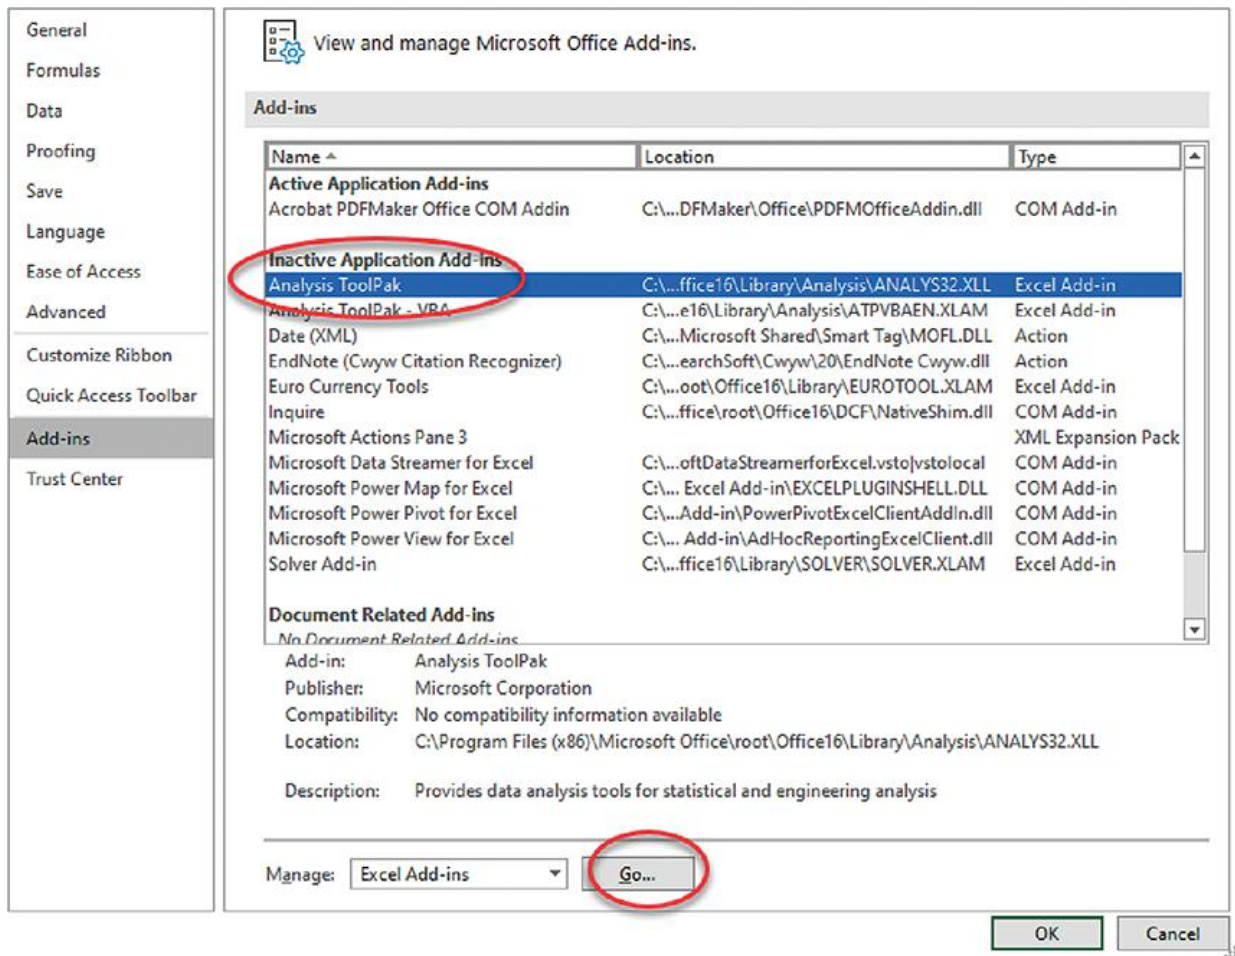 General
Formulas
Data
Proofing
Save
Language
Ease of Access
Advanced
Customize Ribbon
Quick Access Toolbar
Add-ins
Trust Center
View and manage Microsoft Office Add-ins.
Add-ins
Name Location Type
Active Application Add-ins
Acrobat PDFMaker Office COM Addin C:\...DFMaker\Office\PDFMOfficeAddin.dll COM Add-in
Inactive Application Add-ins
Analysis ToolPak C:\...ffice16\Library\Analysis\ANALYS32.XLL Excel Add-in
Analysis ToolPak - VBA C:\...e16\Library\Analysis\ATPVBAEN.XLAM Excel Add-in
Date (XML) C:\...Microsoft Shared\Smart Tag\MOFL.DLL Action
EndNote (Cwyw Citation Recognizer) C:\...earchSoft\Cwyw\20\EndNote Cwyw.dll Action
Euro Currency Tools C:\...oot\Office16\Library\EUROTOOL.XLAM Excel Add-in
Inquire C:\...ffice\root\Office16\DCF\NativeShim.dll COM Add-in
Microsoft Actions Pane 3 XML Expansion Pack
Microsoft Data Streamer for Excel C:\...oftDataStreamerforExcel.vsto|vstolocal COM Add-in
Microsoft Power Map for Excel C:\... Excel Add-in\EXCELPLUGINSHELL.DLL COM Add-in
Microsoft Power Pivot for Excel C:\...Add-in\PowerPivotExcelClientAddIn.dll COM Add-in
Microsoft Power View for Excel C:\... Add-in\AdHocReportingExcelClient.dll COM Add-in
Solver Add-in C:\...ffice16\Library\SOLVER\SOLVER.XLAM Excel Add-in
Document Related Add-ins
No Document Related Add-ins
Add-in: Analysis ToolPak
Publisher: Microsoft Corporation
Compatibility: No compatibility information available
Location: C:\Program Files (x86)\Microsoft Office\root\Office16\Library\Analysis\ANALYS32.XLL
Description: Provides data analysis tools for statistical and engineering analysis
Manage: Excel Add-ins Go...
OK Cancel